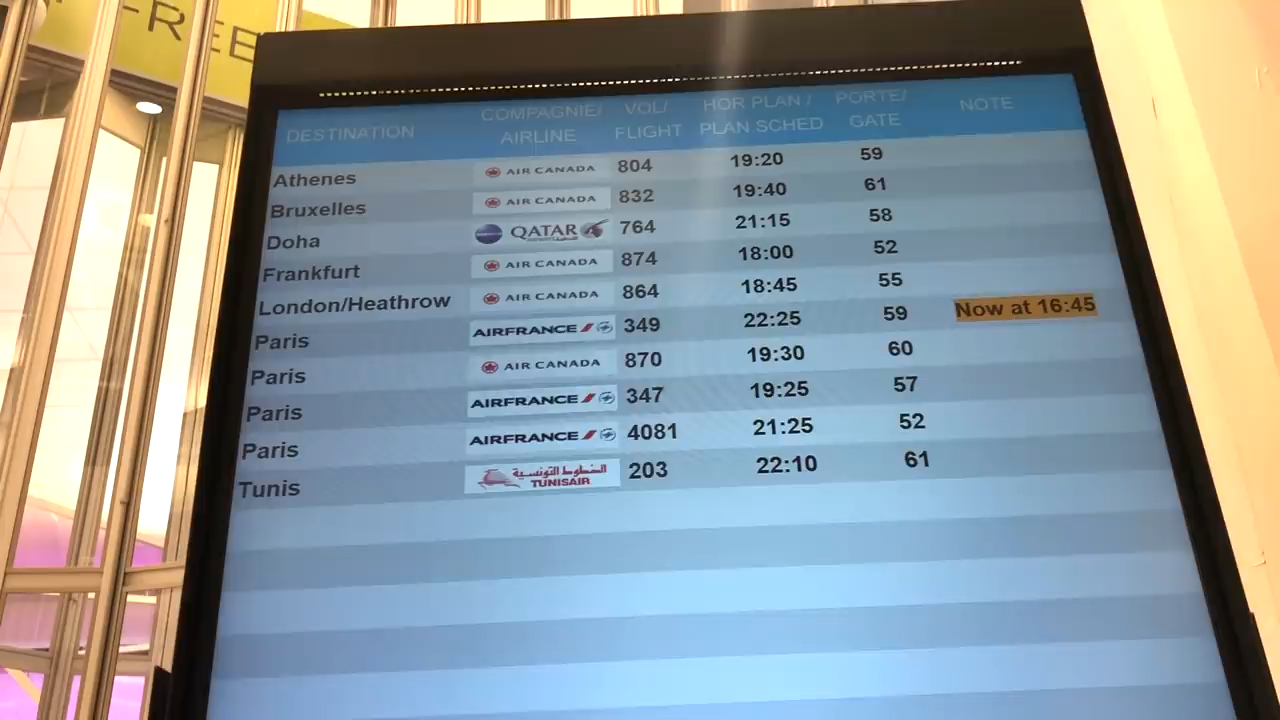 FREE
DESTINATION COMPAGNIE/ AIRLINE VOL/ FLIGHT HOR PLAN / PLAN SCHED PORTE/ GATE NOTE
Athenes AIR CANADA 804 19:20 59
Bruxelles AIR CANADA 832 19:40 61
Doha QATAR 764 21:15 58
Frankfurt AIR CANADA 874 18:00 52
London/Heathrow AIR CANADA 864 18:45 55
Paris AIRFRANCE 349 22:25 59 Now at 16:45
Paris AIR CANADA 870 19:30 60
Paris AIRFRANCE 347 19:25 57
Paris AIRFRANCE 4081 21:25 52
Tunis الخطوط التونسية TUNISAIR 203 22:10 61